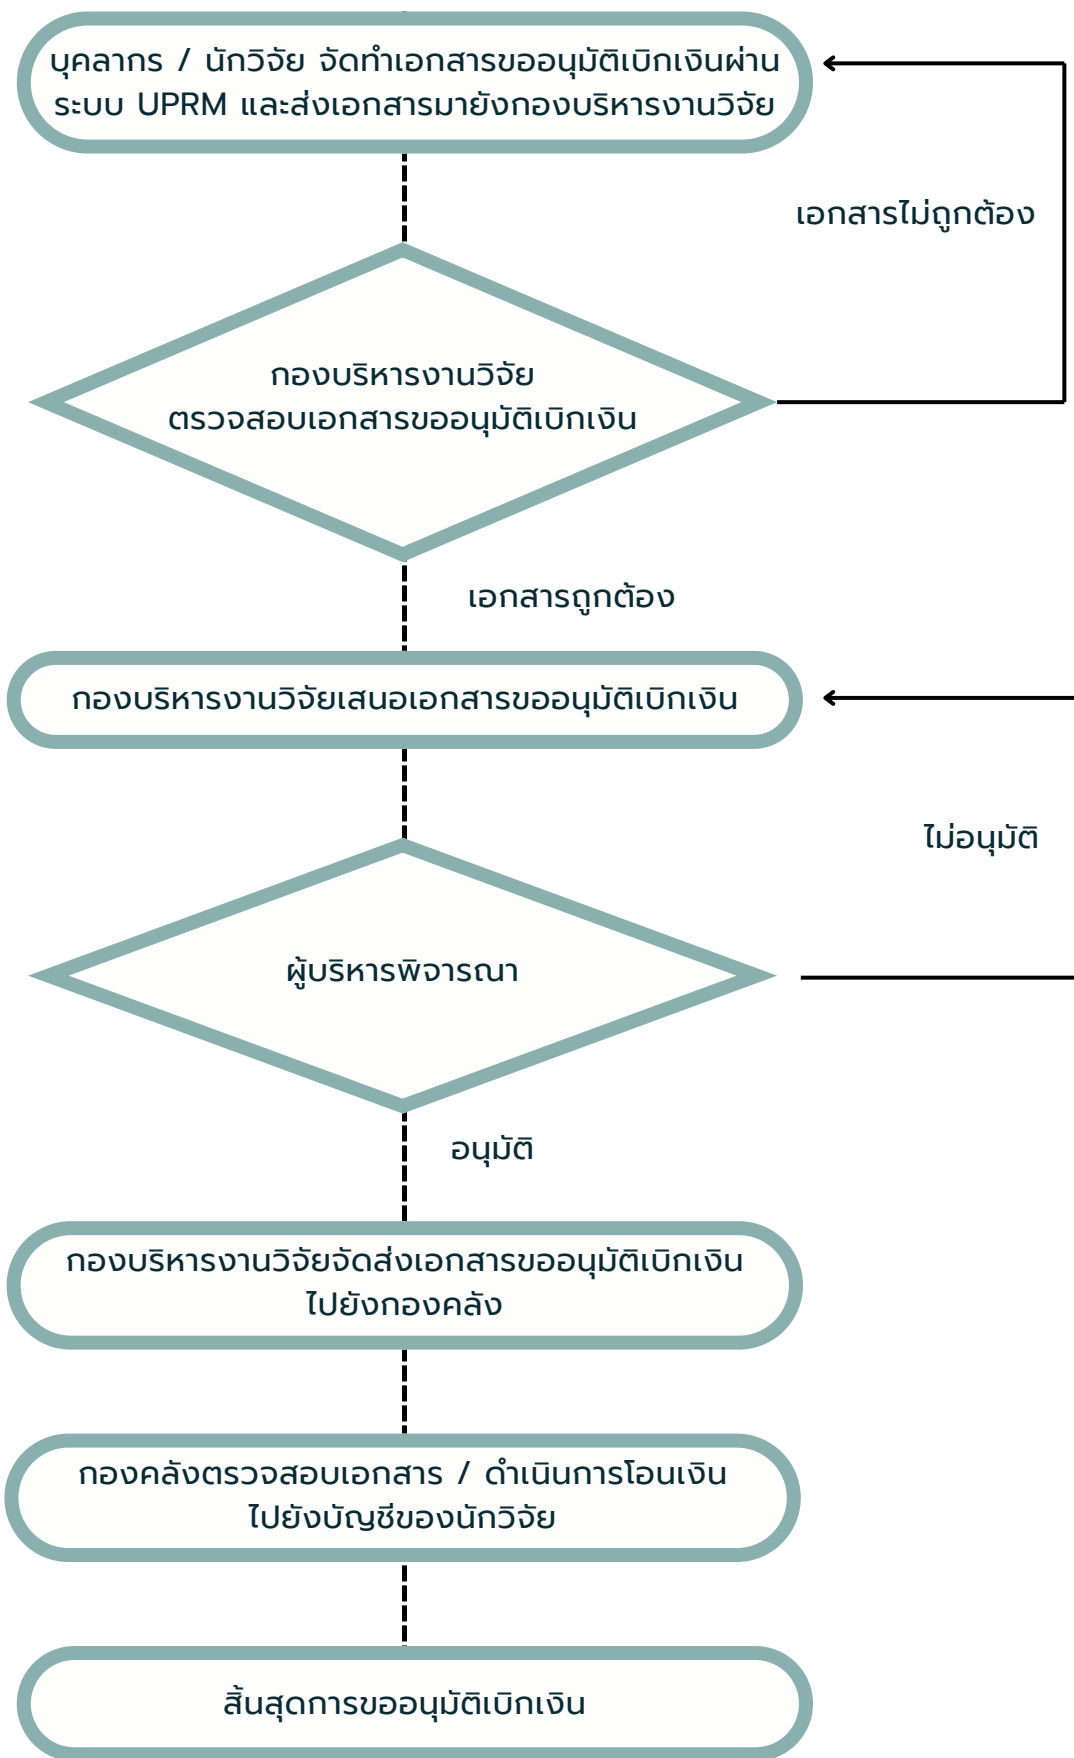 บุคลากร / นักวิจัย จัดทำเอกสารขออนุมัติเบิกเงินผ่าน
ระบบ UPRM และส่งเอกสารมายังกองบริหารงานวิจัย
เอกสารไม่ถูกต้อง
กองบริหารงานวิจัย
ตรวจสอบเอกสารขออนุมัติเบิกเงิน
เอกสารถูกต้อง
กองบริหารงานวิจัยเสนอเอกสารขออนุมัติเบิกเงิน
ไม่อนุมัติ
ผู้บริหารพิจารณา
อนุมัติ
กองบริหารงานวิจัยจัดส่งเอกสารขออนุมัติเบิกเงิน
ไปยังกองคลัง
กองคลังตรวจสอบเอกสาร / ดำเนินการโอนเงิน
ไปยังบัญชีของนักวิจัย
สิ้นสุดการขออนุมัติเบิกเงิน